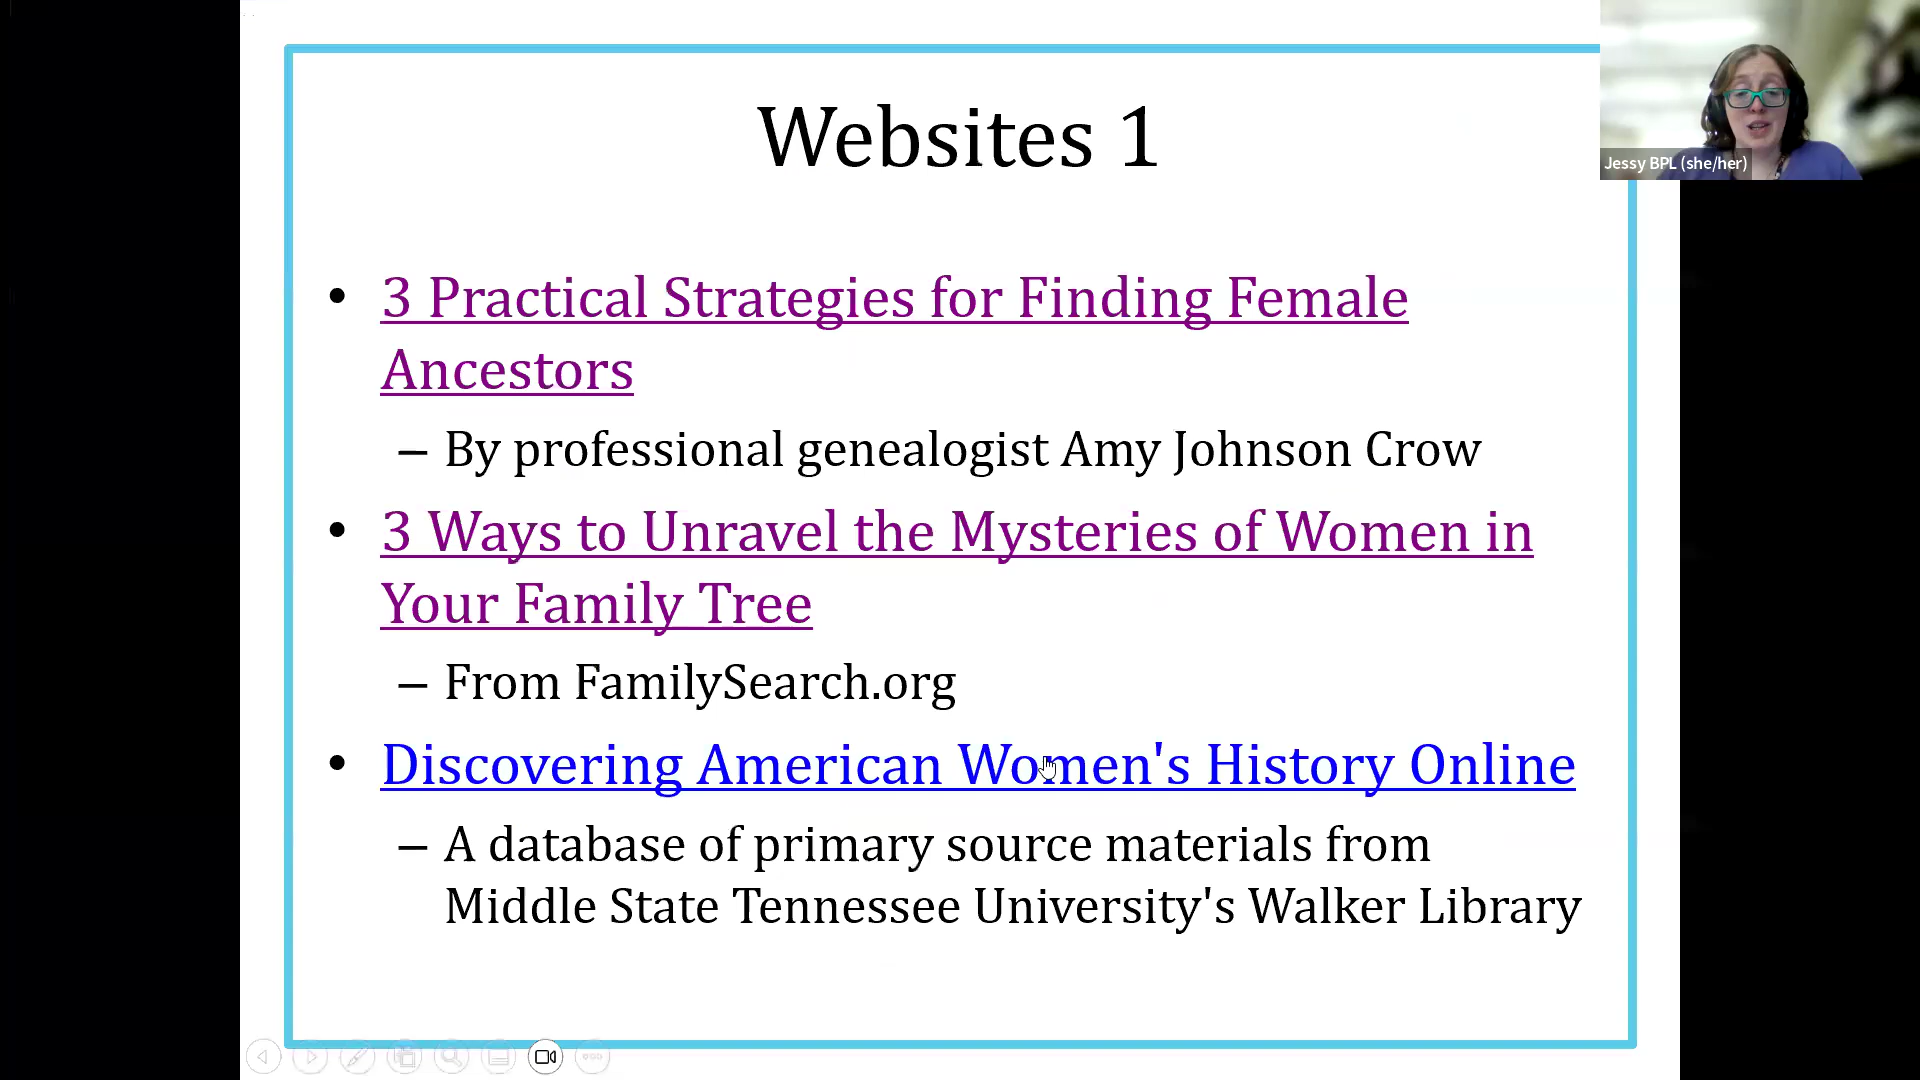 Websites 1
Jessy BPL (she/her)
• 3 Practical Strategies for Finding Female
Ancestors
– By professional genealogist Amy Johnson Crow
• 3 Ways to Unravel the Mysteries of Women in
Your Family Tree
– From FamilySearch.org
• Discovering American Women's History Online
– A database of primary source materials from
Middle State Tennessee University's Walker Library